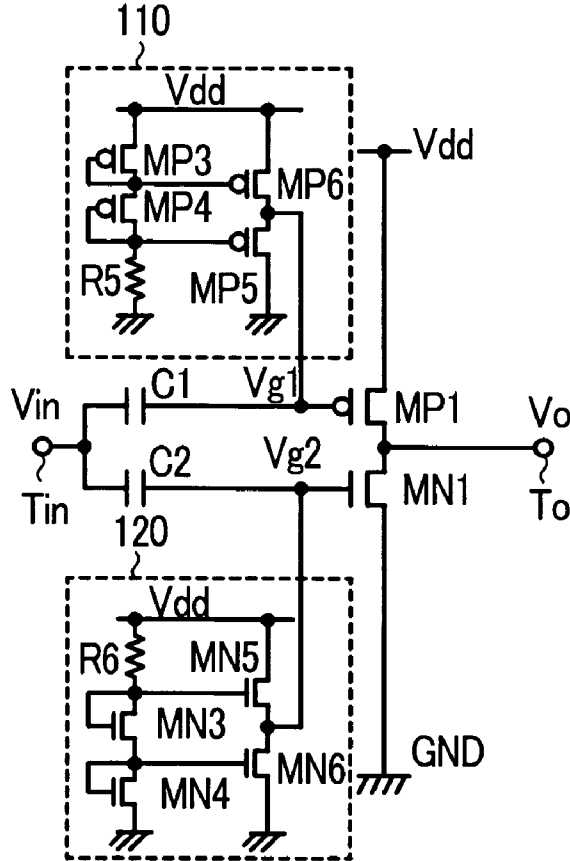 110
Vdd
MP3
MP6
Vdd
MP4
R5
MP5
C1
Vg1
Vin
MP1
Vo
C2
Vg2
Tin
MN1
To
120
Vdd
R6
MN5
MN3
MN6
GND
MN4